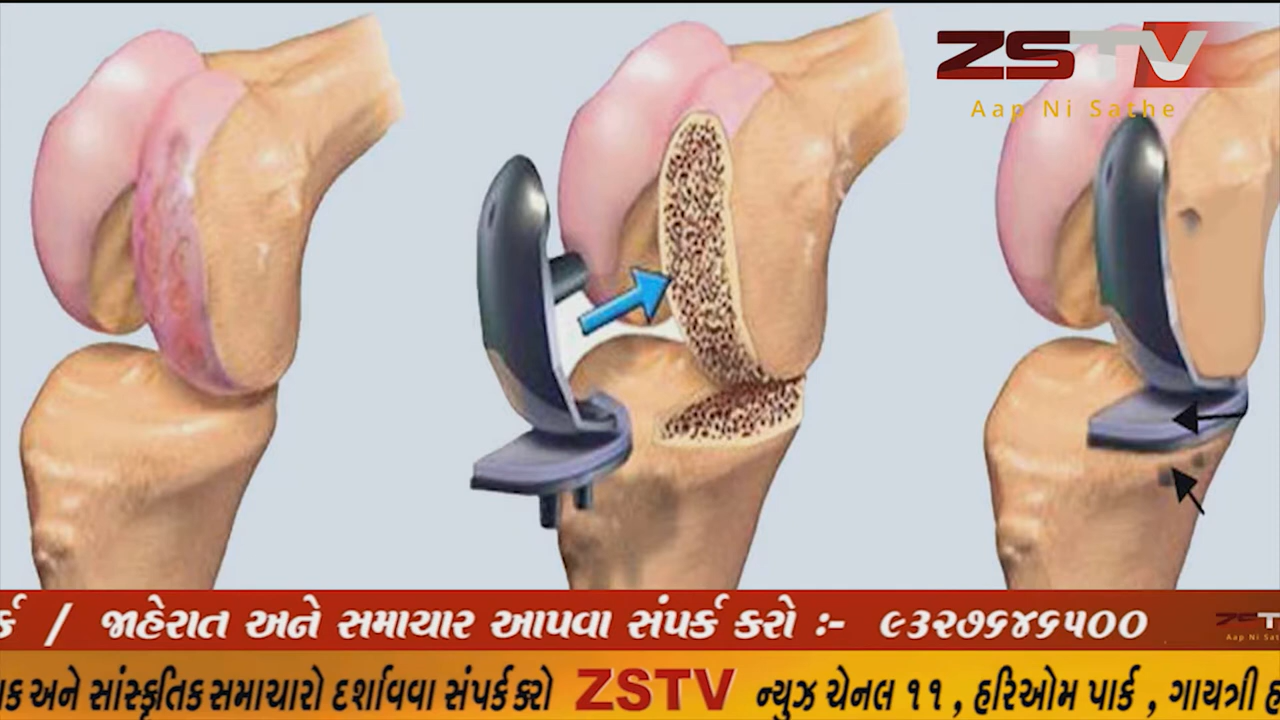 ZSTV
Aap Ni Sathe
ર્ક / જાહેરાત અને સમાચાર આપવા સંપર્ક કરો :- ૯૩૨૭૬૪૬૫૦૦
Aap Ni Sat
અને સાંસ્કૃતિક સમાચારો દર્શાવવા સંપર્ક કરો ZSTV ન્યુઝ ચેનલ ૧૧ , હરિઓમ પાર્ક , ગાયત્રી